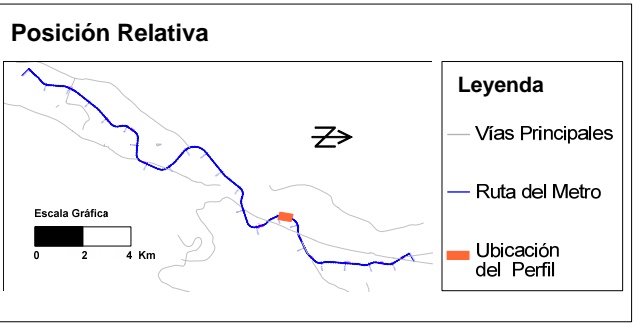 Posición Relativa
Z
Escala Gráfica
0 2 4 Km
Leyenda
Vías Principales
Ruta del Metro
Ubicación
del Perfil